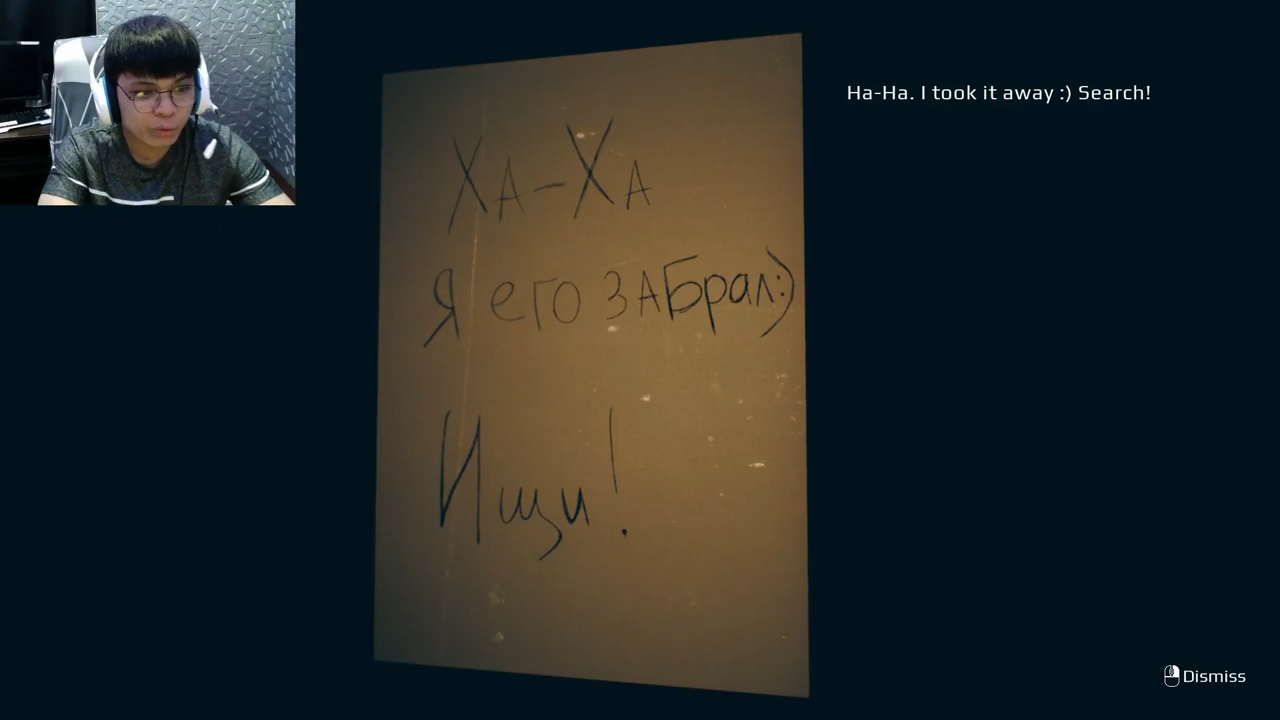 Ha-Ha. I took it away :) Search!
ХА-ХА
Я его ЗАБрал:)
Ищи!
Dismiss